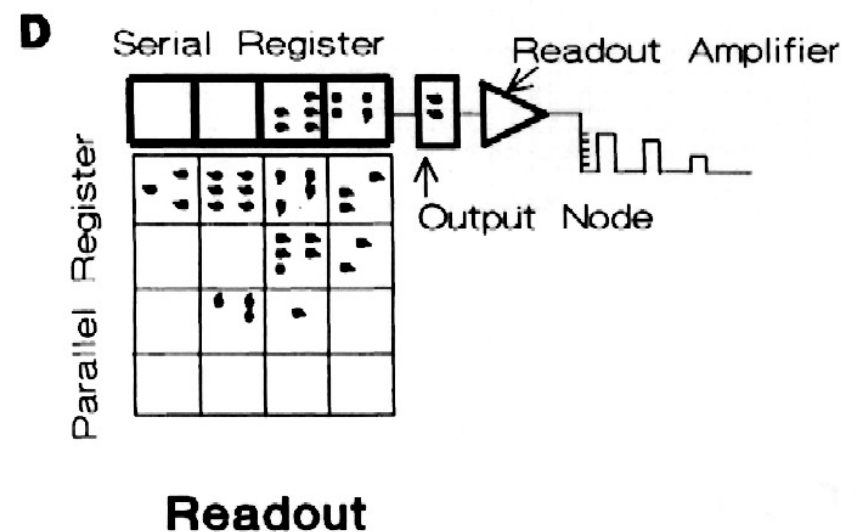 D
Serial Register
Readout Amplifier
Output Node
Parallel Register
Readout